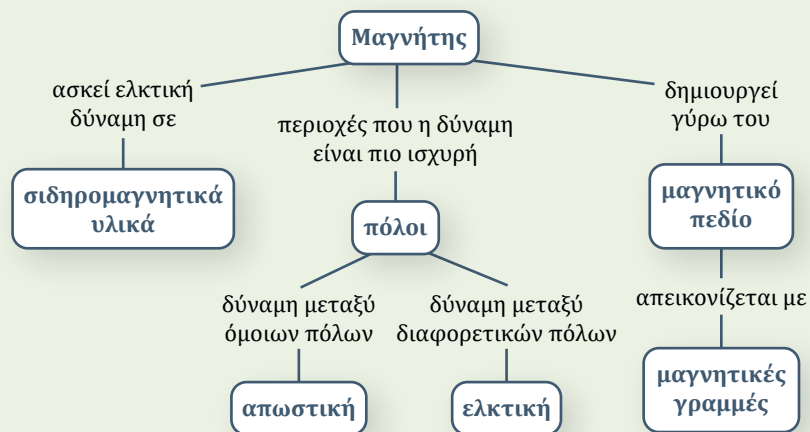 Μαγνήτης
ασκεί ελκτική
δύναμη σε
σιδηρομαγνητικά
υλικά
περιοχές που η δύναμη
είναι πιο ισχυρή
πόλοι
δύναμη μεταξύ
όμοιων πόλων
απωστική
δύναμη μεταξύ
διαφορετικών πόλων
ελκτική
δημιουργεί
γύρω του
μαγνητικό
πεδίο
απεικονίζεται με
μαγνητικές
γραμμές